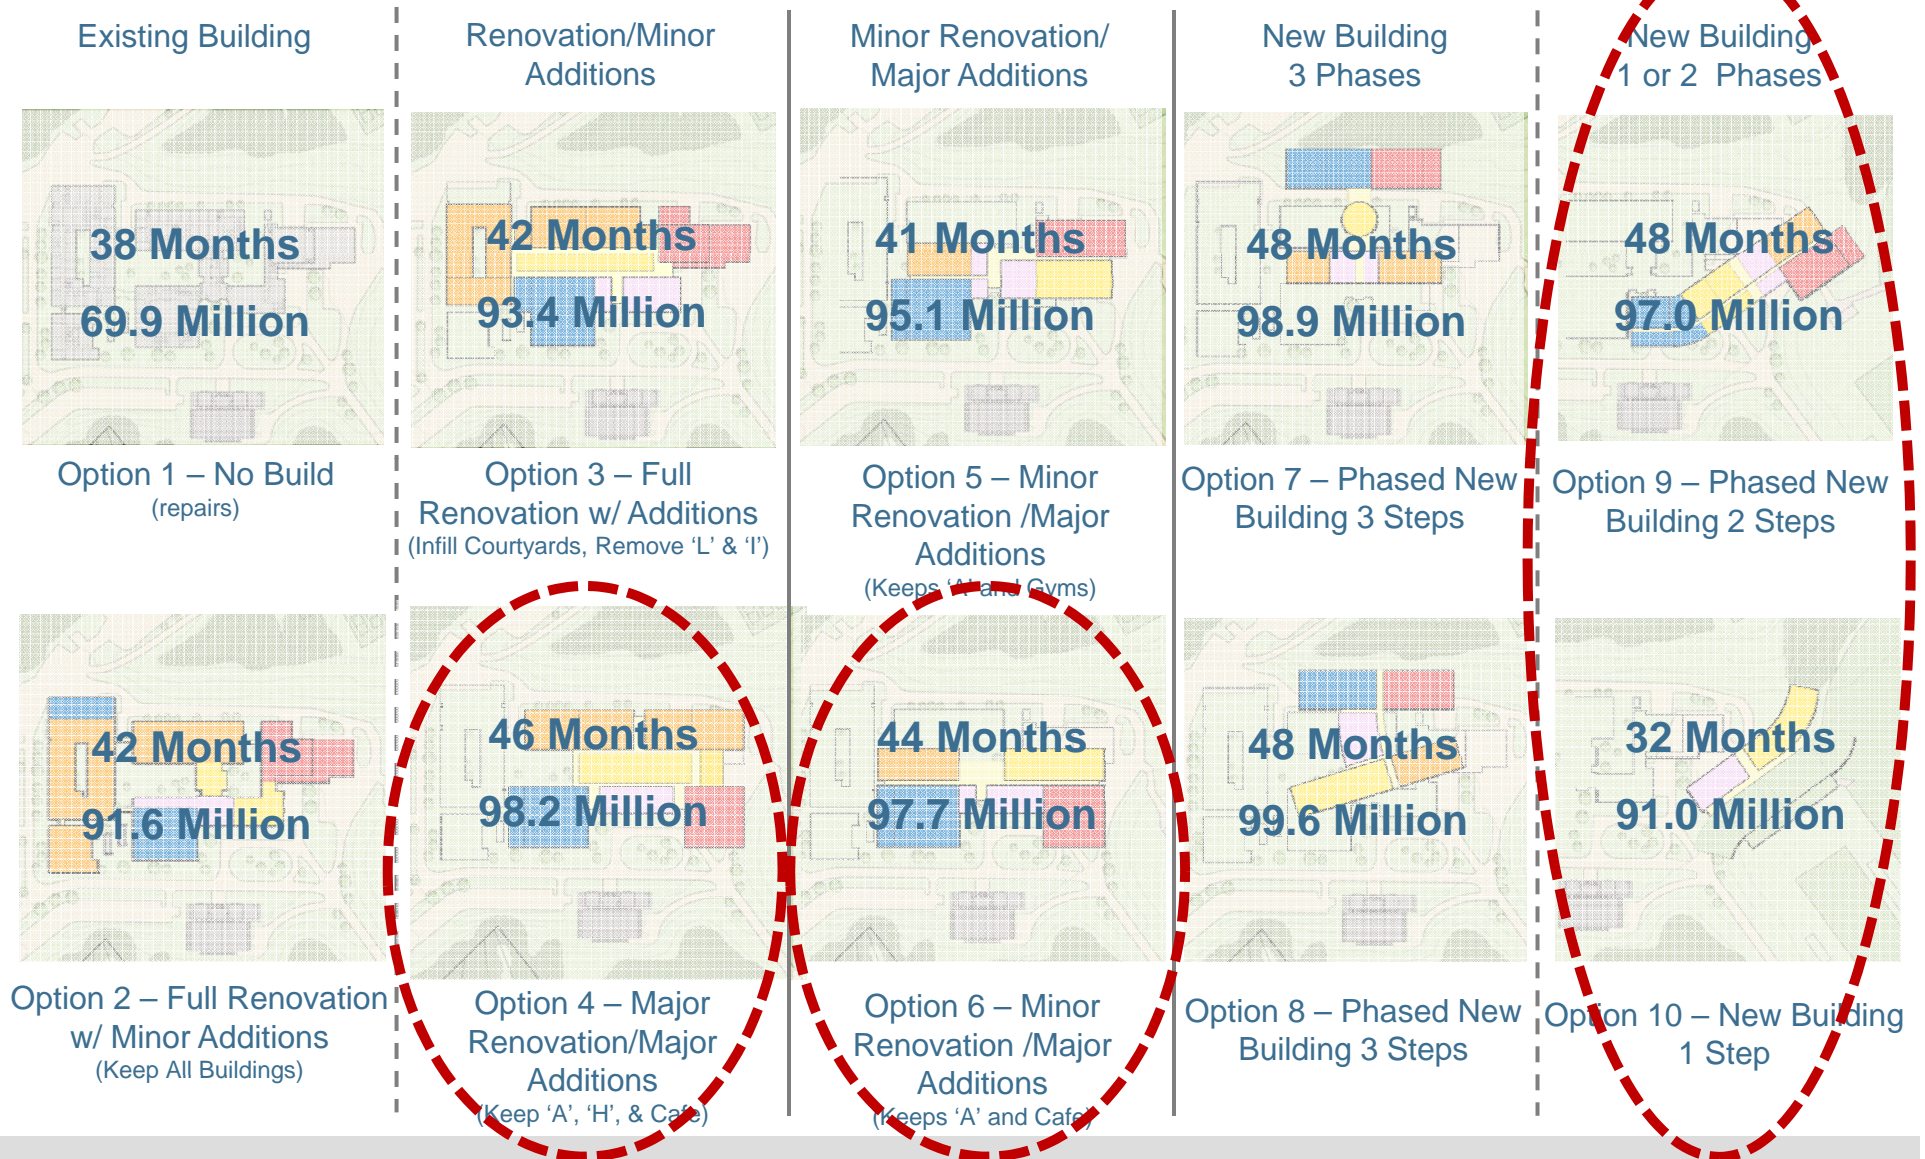 Existing Building
38 Months
69.9 Million
Option 1 – No Build
(repairs)
42 Months
91.6 Million
Option 2 – Full Renovation
w/ Minor Additions
(Keep All Buildings)
Renovation/Minor
Additions
42 Months
93.4 Million
Option 3 – Full
Renovation w/ Additions
(Infill Courtyards, Remove ‘L’ & ‘I’)
46 Months
98.2 Million
Option 4 – Major
Renovation/Major
Additions
(Keep ‘A’, ‘H’, & Cafe)
Minor Renovation/
Major Additions
41 Months
95.1 Million
Option 5 – Minor
Renovation /Major
Additions
(Keeps ‘A’ and Gyms)
44 Months
97.7 Million
Option 6 – Minor
Renovation /Major
Additions
(Keeps ‘A’ and Cafe)
New Building
3 Phases
48 Months
98.9 Million
Option 7 – Phased New
Building 3 Steps
48 Months
99.6 Million
Option 8 – Phased New
Building 3 Steps
New Building
1 or 2 Phases
48 Months
97.0 Million
Option 9 – Phased New
Building 2 Steps
32 Months
91.0 Million
Option 10 – New Building
1 Step